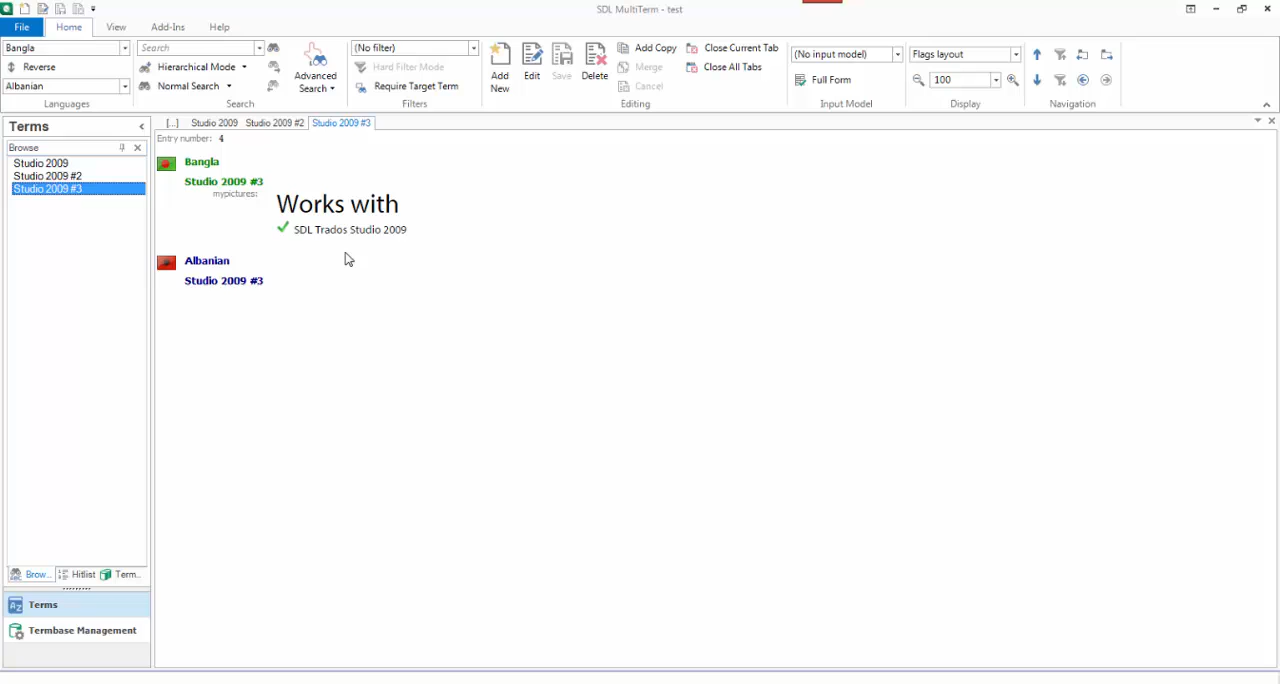 SDL MultiTerm - test
File Home View Add-Ins Help
Bangla
Reverse
Albanian
Languages
Search
Hierarchical Mode
Normal Search
Advanced Search
Search
(No filter)
Hard Filter Mode
Require Target Term
Filters
Add New
Edit
Save
Delete
Add Copy
Merge
Cancel
Close Current Tab
Close All Tabs
Editing
(No input model)
Full Form
Input Model
Flags layout
100
Display
Navigation
Terms
Browse
Studio 2009
Studio 2009 #2
Studio 2009 #3
[...] Studio 2009 Studio 2009 #2 Studio 2009 #3
Entry number: 4
Bangla
Studio 2009 #3
mypictures:
Works with
SDL Trados Studio 2009
Albanian
Studio 2009 #3
Brow... Hitlist Term...
Terms
Termbase Management